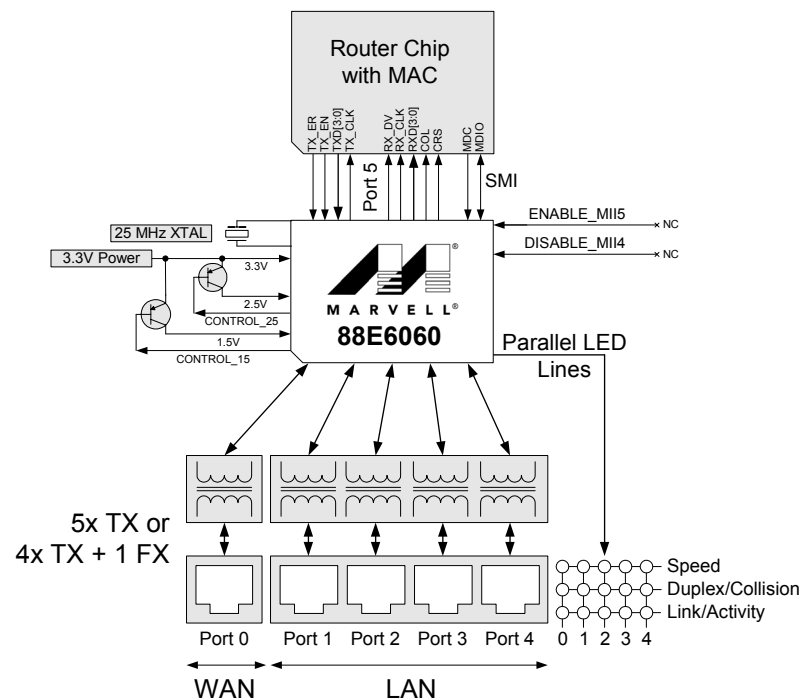 Router Chip
with MAC
TX_ER
TX_EN
TXD[3:0]
TX_CLK
RX_DV
RX_CLK
RXD[3:0]
COL
CRS
MDC
MDIO
Port 5
SMI
ENABLE_MII5
NC
DISABLE_MII4
NC
25 MHz XTAL
3.3V Power
3.3V
2.5V
CONTROL_25
1.5V
CONTROL_15
®
MARVELL®
88E6060
Parallel LED
Lines
5x TX or
4x TX + 1 FX
Speed
Duplex/Collision
Link/Activity
0 1 2 3 4
Port 0 Port 1 Port 2 Port 3 Port 4
WAN LAN